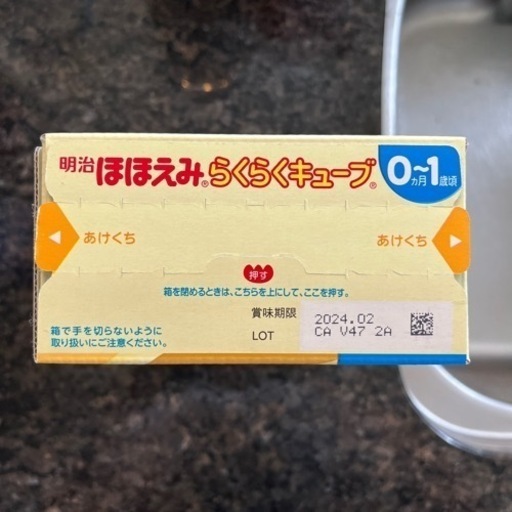 明治 ほほえみ® らくらくキューブ® 0ヵ月〜1歳頃
あけくち
あけくち
押す
箱を閉めるときは、こちらを上にして、ここを押す。
賞味期限 2024.02
LOT CA V47 2A
箱で手を切らないように
取り扱いにご注意ください。